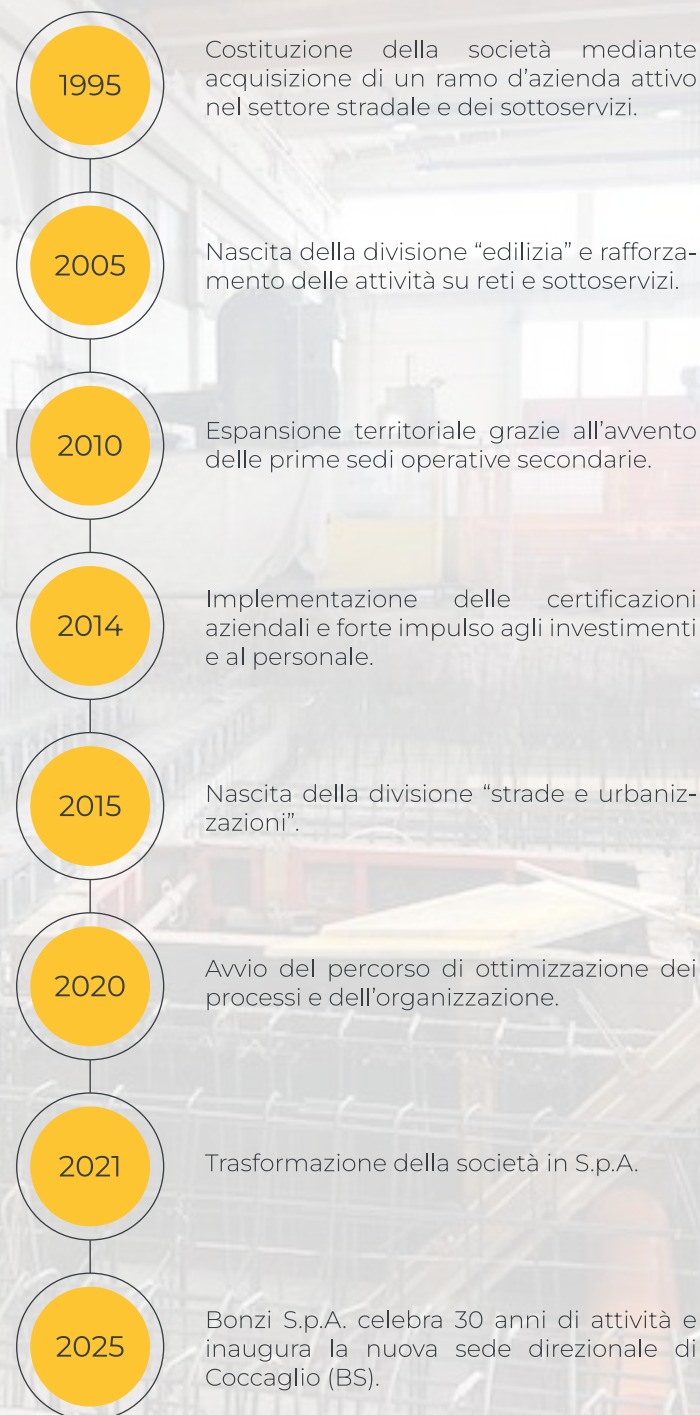 1995
Costituzione della società mediante
acquisizione di un ramo d’azienda attivo
nel settore stradale e dei sottoservizi.
2005
Nascita della divisione “edilizia” e rafforza-
mento delle attività su reti e sottoservizi.
2010
Espansione territoriale grazie all’avvento
delle prime sedi operative secondarie.
2014
Implementazione delle certificazioni
aziendali e forte impulso agli investimenti
e al personale.
2015
Nascita della divisione “strade e urbaniz-
zazioni”.
2020
Avvio del percorso di ottimizzazione dei
processi e dell’organizzazione.
2021
Trasformazione della società in S.p.A.
2025
Bonzi S.p.A. celebra 30 anni di attività e
inaugura la nuova sede direzionale di
Coccaglio (BS).